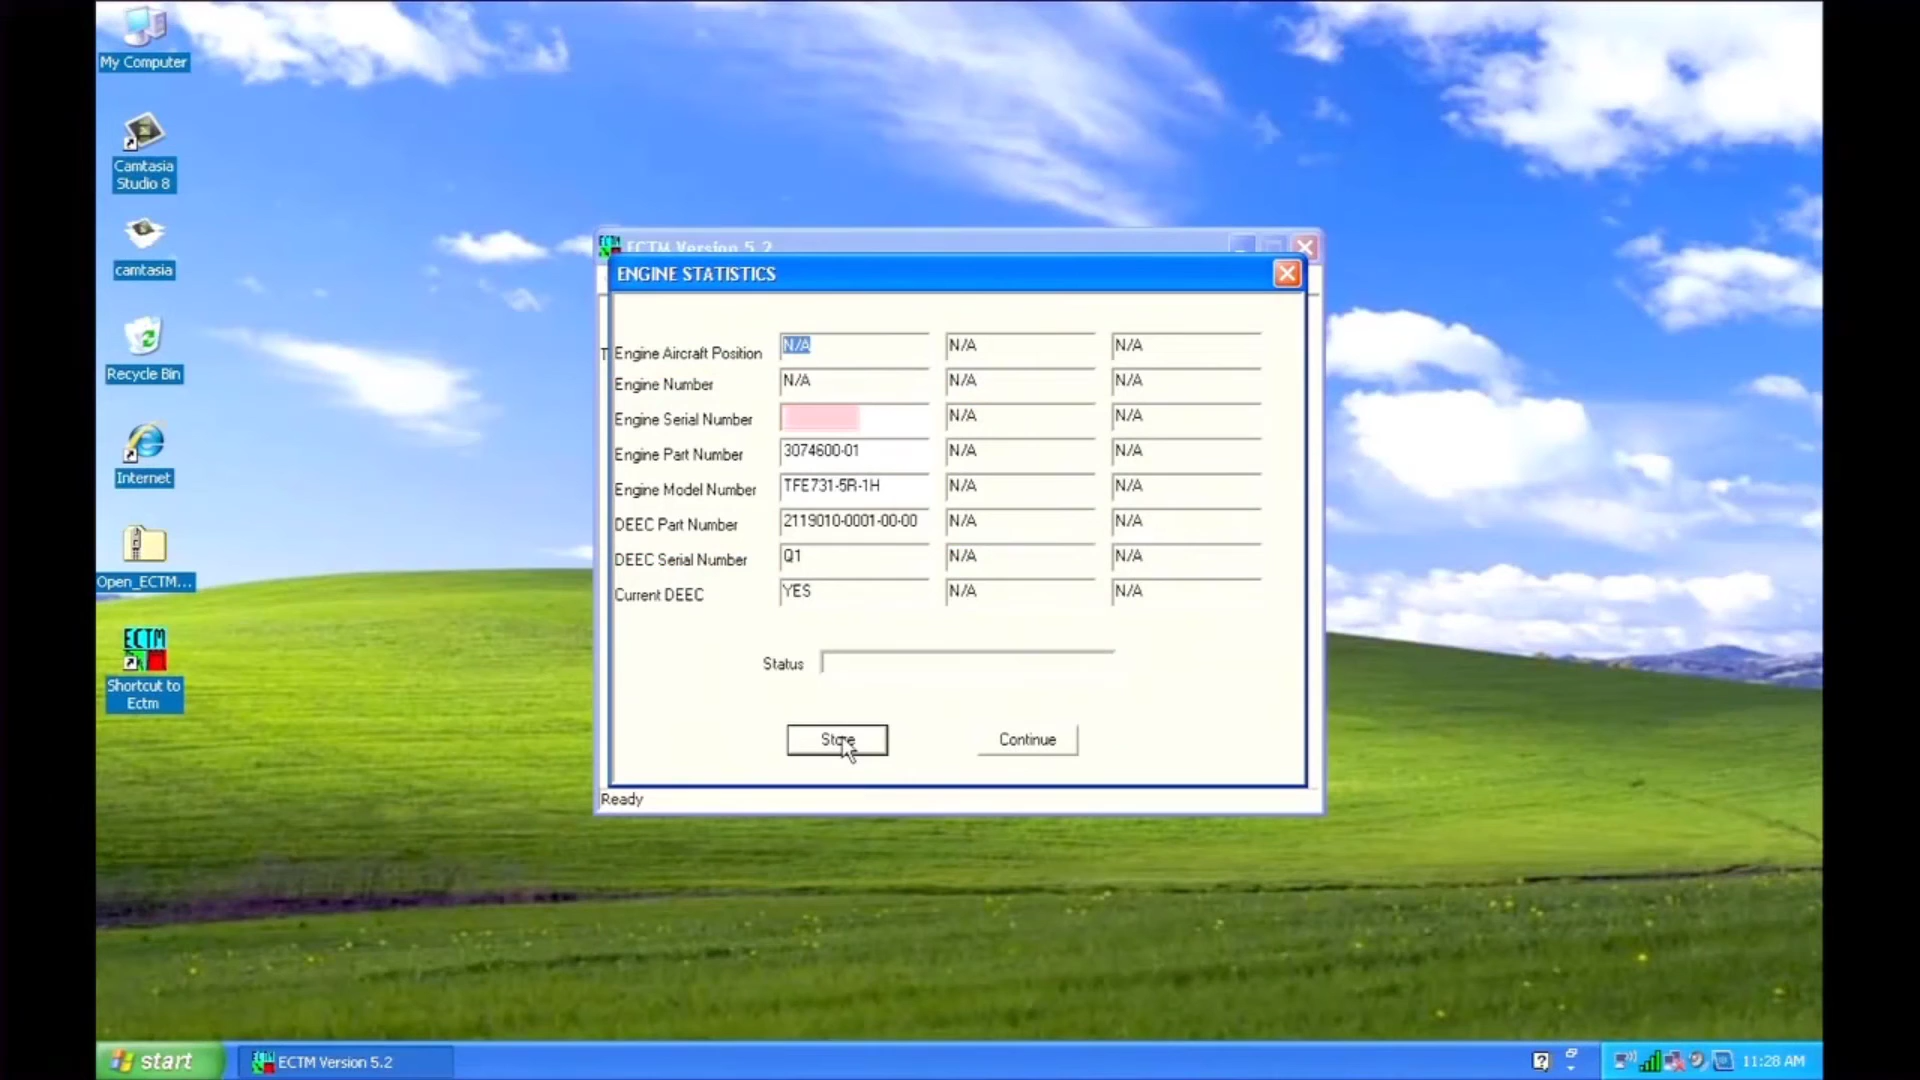 My Computer
Camtasia
Studio 8
camtasia
Recycle Bin
Internet
Open_ECTM...
ECTM
Shortcut to
Ectm
ECTM ECTM Version 5.2
ENGINE STATISTICS
T Engine Aircraft Position N/A N/A N/A
Engine Number N/A N/A N/A
Engine Serial Number N/A N/A
Engine Part Number 3074600-01 N/A N/A
Engine Model Number TFE731-5R-1H N/A N/A
DEEC Part Number 2119010-0001-00-00 N/A N/A
DEEC Serial Number Q1 N/A N/A
Current DEEC YES N/A N/A
Status
Store Continue
Ready
start ECTM ECTM Version 5.2 11:28 AM